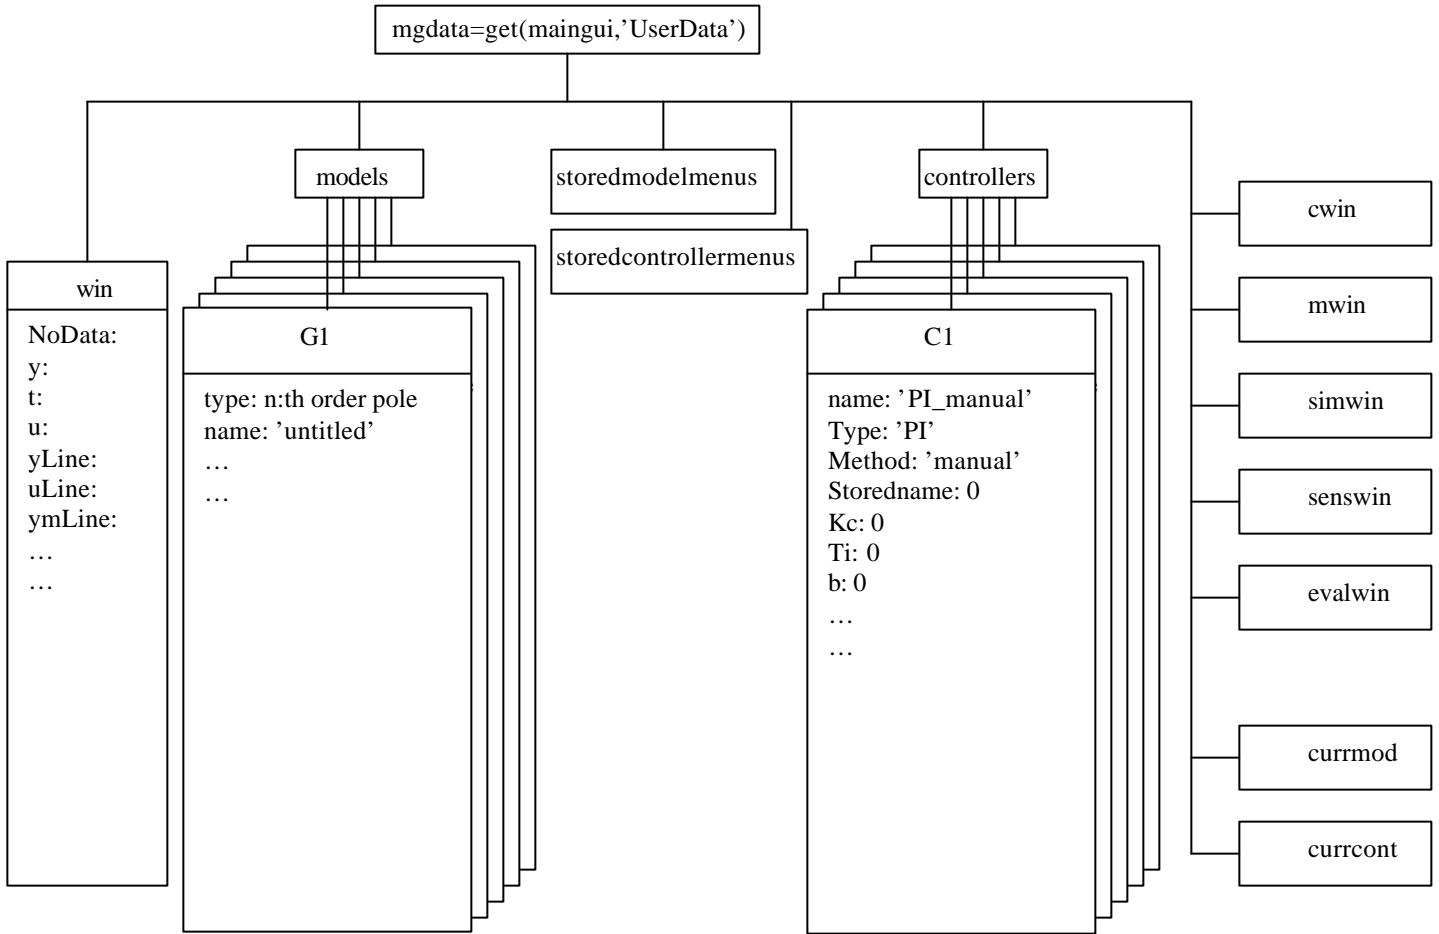 mgdata=get(maingui,’UserData’)
models
storedmodelmenus
controllers
storedcontrollermenus
win
NoData:
y:
t:
u:
yLine:
uLine:
ymLine:
…
…
G1
type: n:th order pole
name: ’untitled’
…
…
C1
name: ’PI_manual’
Type: ’PI’
Method: ’manual’
Storedname: 0
Kc: 0
Ti: 0
b: 0
…
…
cwin
mwin
simwin
senswin
evalwin
currmod
currcont